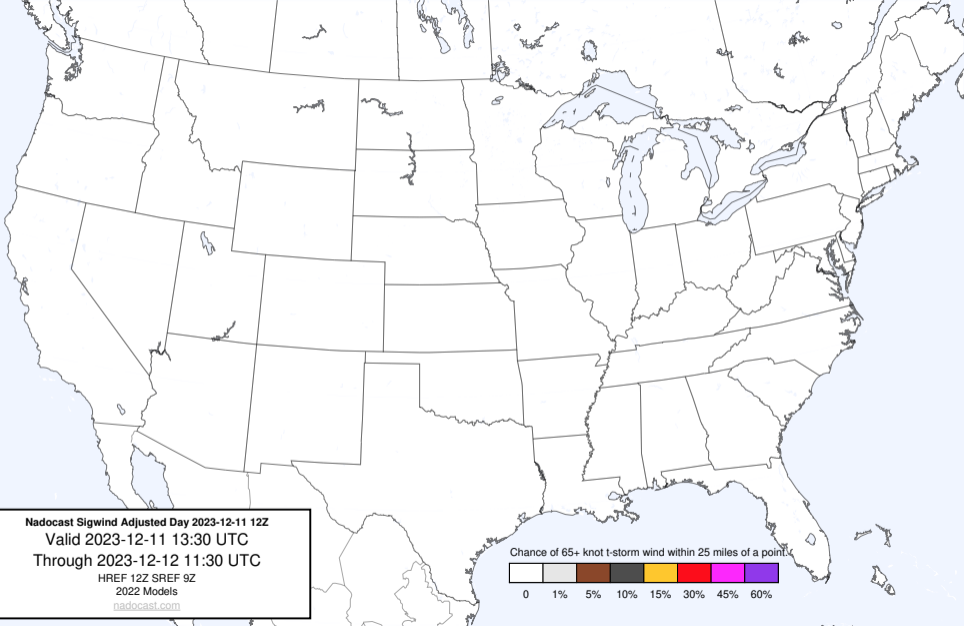 Nadocast Sigwind Adjusted Day 2023-12-11 12Z
Valid 2023-12-11 13:30 UTC
Through 2023-12-12 11:30 UTC
HREF 12Z SREF 9Z
2022 Models
nadocast.com
Chance of 65+ knot t-storm wind within 25 miles of a point.
0 1% 5% 10% 15% 30% 45% 60%